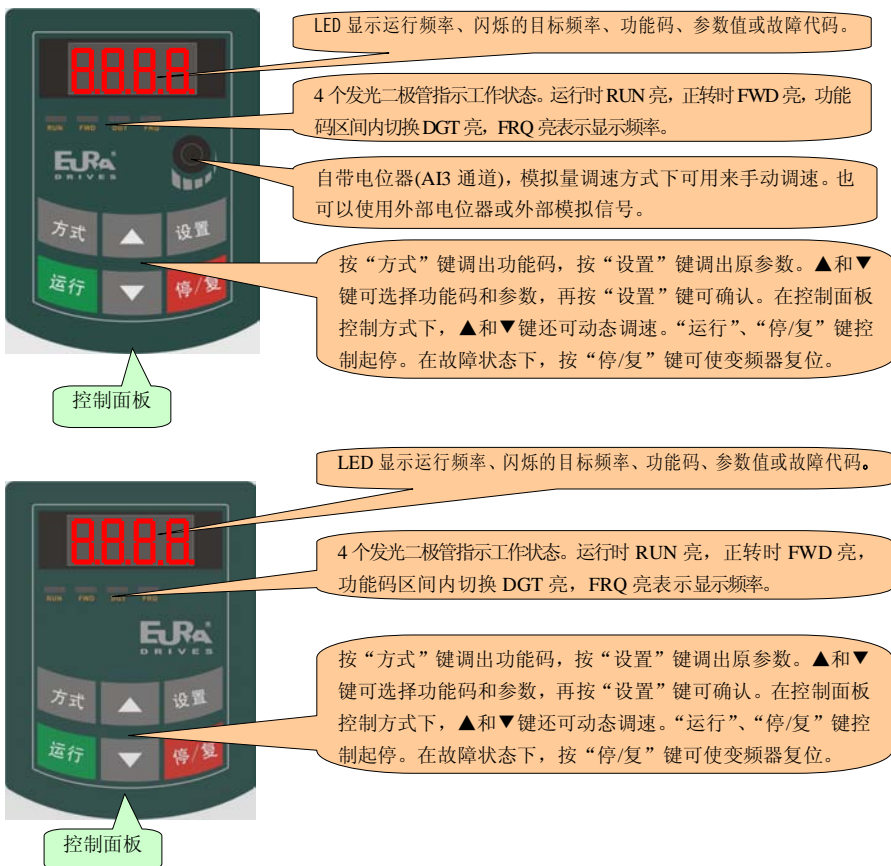 LED 显示运行频率、闪烁的目标频率、功能码、参数值或故障代码。
8.8.8.8.
4 个发光二极管指示工作状态。运行时 RUN 亮，正转时 FWD 亮，功能
码区间内切换 DGT 亮，FRQ 亮表示显示频率。
RUN FWD DGT FRQ
EURA
DRIVES
自带电位器(AI3 通道)，模拟量调速方式下可用来手动调速。也
可以使用外部电位器或外部模拟信号。
方式 ▲ 设置
运行 ▼ 停/复
按“方式”键调出功能码，按“设置”键调出原参数。▲和▼
键可选择功能码和参数，再按“设置”键可确认。在控制面板
控制方式下，▲和▼键还可动态调速。“运行”、“停/复”键控
制起停。在故障状态下，按“停/复”键可使变频器复位。
控制面板
LED 显示运行频率、闪烁的目标频率、功能码、参数值或故障代码。
8.8.8.8.
4 个发光二极管指示工作状态。运行时 RUN 亮，正转时 FWD 亮，
功能码区间内切换 DGT 亮，FRQ 亮表示显示频率。
RUN FWD DGT FRQ
EURA
DRIVES
方式 ▲ 设置
运行 ▼ 停/复
按“方式”键调出功能码，按“设置”键调出原参数。▲和▼
键可选择功能码和参数，再按“设置”键可确认。在控制面板
控制方式下，▲和▼键还可动态调速。“运行”、“停/复”键控
制起停。在故障状态下，按“停/复”键可使变频器复位。
控制面板